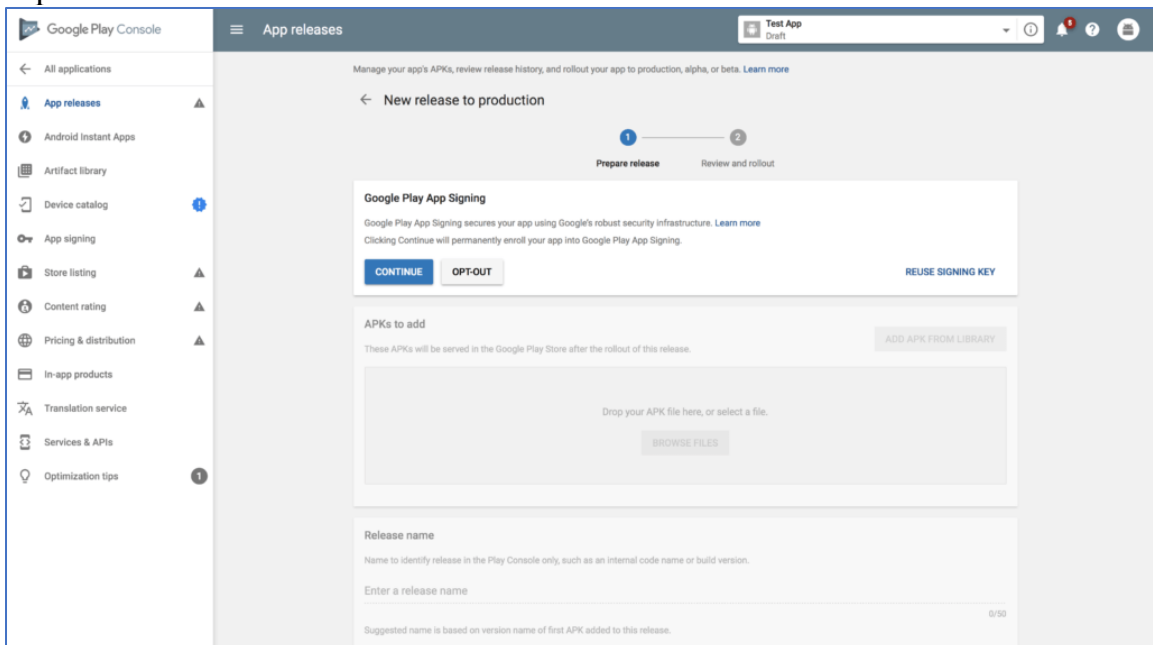 Google Play Console
App releases
Test App
Draft
5
All applications
App releases
Android Instant Apps
Artifact library
Device catalog
App signing
Store listing
Content rating
Pricing & distribution
In-app products
Translation service
Services & APIs
Optimization tips
1
Manage your app's APKs, review release history, and rollout your app to production, alpha, or beta. Learn more
New release to production
1
2
Prepare release
Review and rollout
Google Play App Signing
Google Play App Signing secures your app using Google's robust security infrastructure. Learn more
Clicking Continue will permanently enroll your app into Google Play App Signing.
CONTINUE
OPT-OUT
REUSE SIGNING KEY
APKs to add
ADD APK FROM LIBRARY
These APKs will be served in the Google Play Store after the rollout of this release.
Drop your APK file here, or select a file.
BROWSE FILES
Release name
Name to identify release in the Play Console only, such as an internal code name or build version.
Enter a release name
0/50
Suggested name is based on version name of first APK added to this release.